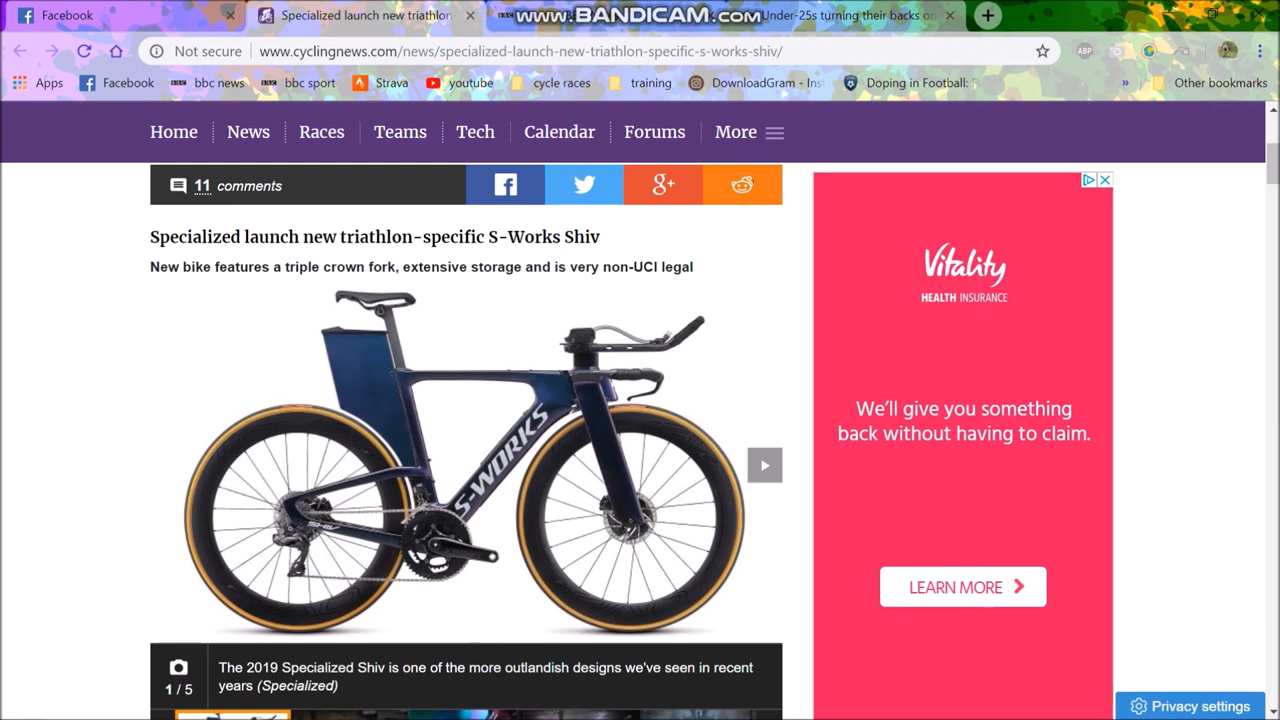 Facebook
Specialized launch new triathlon-
www.BANDICAM.com
Under-25s turning their backs on
Not secure
www.cyclingnews.com/news/specialized-launch-new-triathlon-specific-s-works-shiv/
ABP
Apps
Facebook
bbc news
bbc sport
Strava
youtube
cycle races
training
DownloadGram - Inst
Doping in Football:
»
Other bookmarks
Home
News
Races
Teams
Tech
Calendar
Forums
More
11 comments
Specialized launch new triathlon-specific S-Works Shiv
New bike features a triple crown fork, extensive storage and is very non-UCI legal
S-WORKS
SHIV
Vitality
HEALTH INSURANCE
We'll give you something
back without having to claim.
LEARN MORE
1 / 5
The 2019 Specialized Shiv is one of the more outlandish designs we've seen in recent
years (Specialized)
Privacy settings